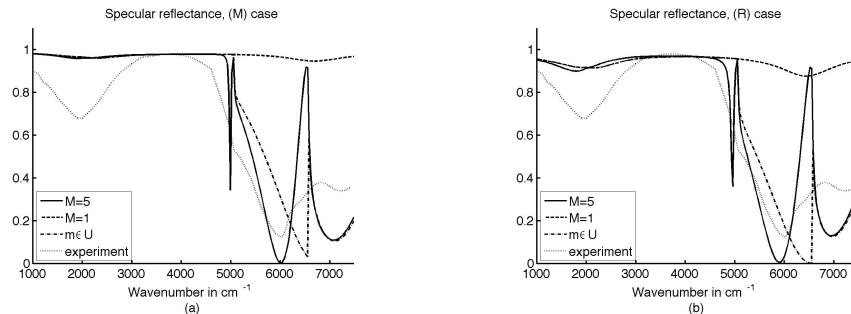 Specular reflectance, (M) case
1
0.8
0.6
0.4
0.2
0
M=5
M=1
m∈ U
experiment
1000 2000 3000 4000 5000 6000 7000
Wavenumber in cm⁻¹
(a)
Specular reflectance, (R) case
1
0.8
0.6
0.4
0.2
0
M=5
M=1
m∈ U
experiment
1000 2000 3000 4000 5000 6000 7000
Wavenumber in cm⁻¹
(b)